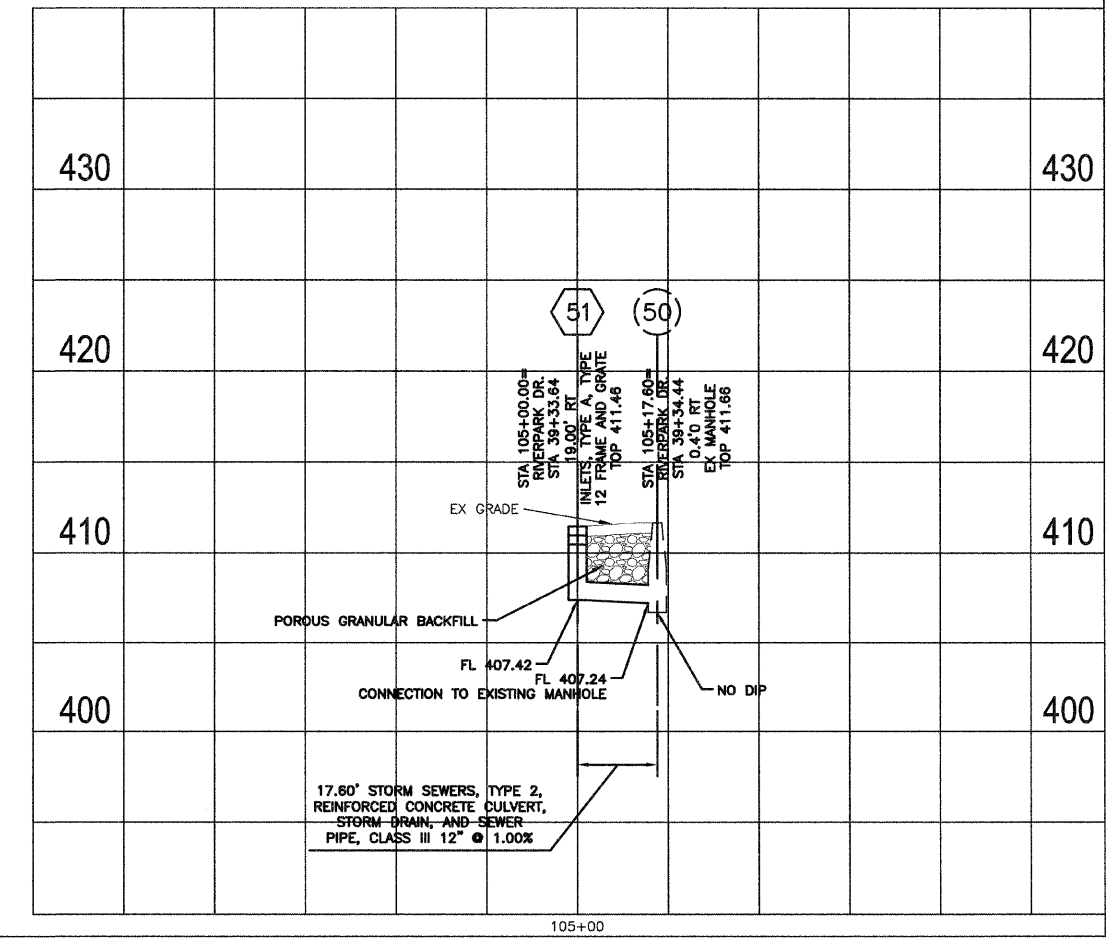 430
430
51
50
420
420
STA 105+00.00=
RIVERPARK DR.
STA 39+33.64
19.00' RT
INLETS, TYPE A, TYPE
12 FRAME AND GRATE
TOP 411.46
STA 105+17.60=
RIVERPARK DR.
STA 39+34.44
0.4'0 RT
EX MANHOLE
TOP 411.66
EX GRADE
410
410
POROUS GRANULAR BACKFILL
FL 407.42
FL 407.24
CONNECTION TO EXISTING MANHOLE
NO DIP
400
400
17.60' STORM SEWERS, TYPE 2,
REINFORCED CONCRETE CULVERT,
STORM DRAIN, AND SEWER
PIPE, CLASS III 12" @ 1.00%
105+00